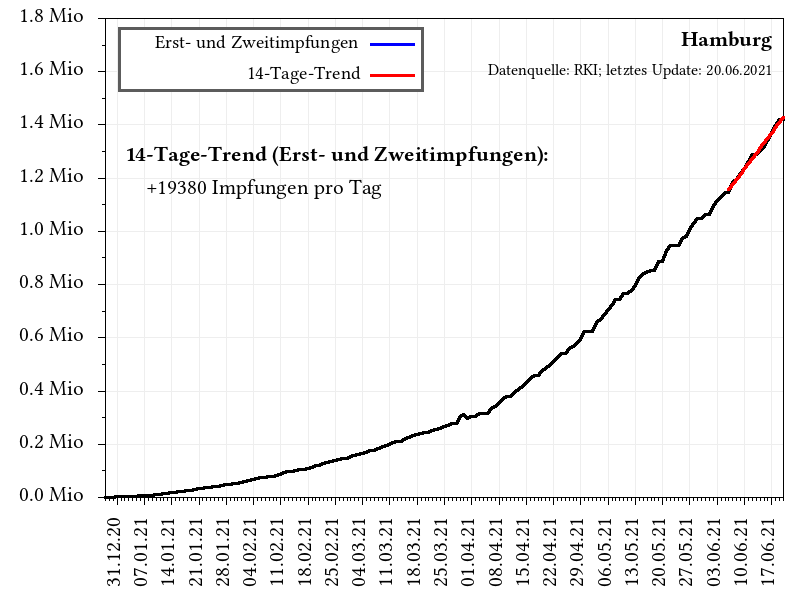 1.8 Mio
1.6 Mio
1.4 Mio
1.2 Mio
1.0 Mio
0.8 Mio
0.6 Mio
0.4 Mio
0.2 Mio
0.0 Mio
Erst- und Zweitimpfungen
14-Tage-Trend
Hamburg
Datenquelle: RKI; letztes Update: 20.06.2021
14-Tage-Trend (Erst- und Zweitimpfungen):
+19380 Impfungen pro Tag
31.12.20
07.01.21
14.01.21
21.01.21
28.01.21
04.02.21
11.02.21
18.02.21
25.02.21
04.03.21
11.03.21
18.03.21
25.03.21
01.04.21
08.04.21
15.04.21
22.04.21
29.04.21
06.05.21
13.05.21
20.05.21
27.05.21
03.06.21
10.06.21
17.06.21